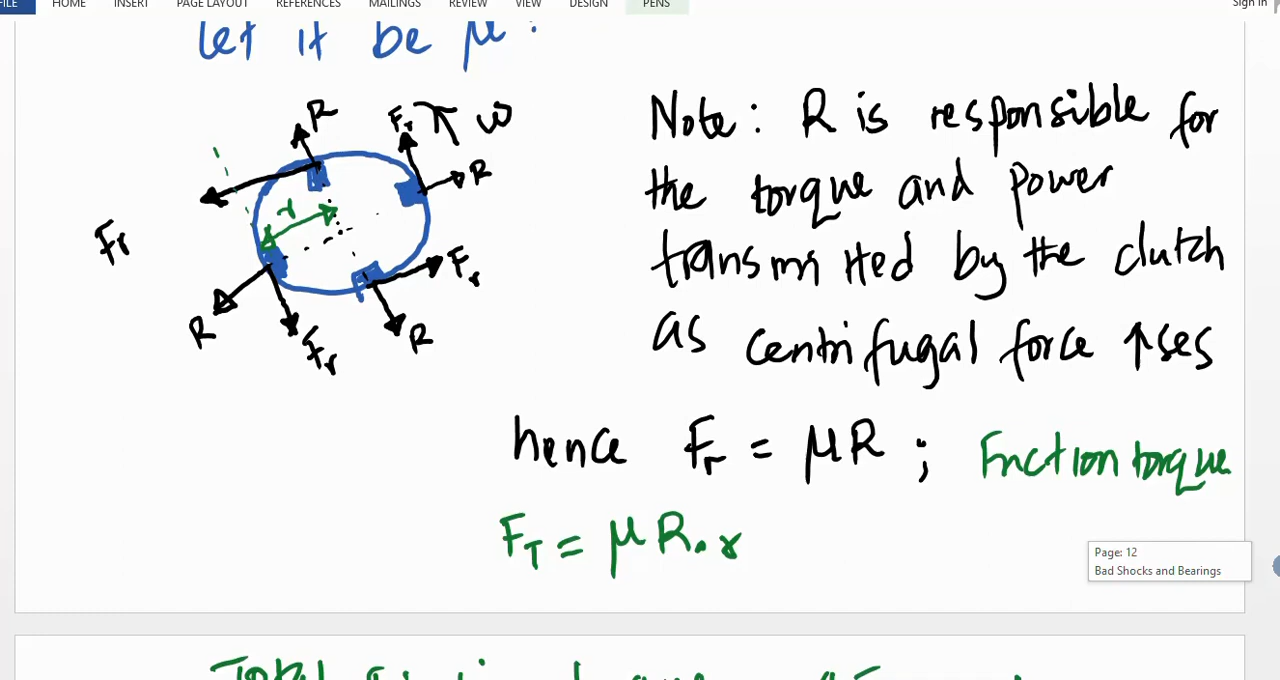 FILE HOME INSERT DESIGN PAGE LAYOUT REFERENCES MAILINGS REVIEW VIEW DESIGN PENS Sign in
let it be μ.
R
Fr ω
R
r
Fr
Fr
R
Fr
R
Note: R is responsible for
the torque and power
transmitted by the clutch
as centrifugal force ↑ses
hence Fr = μR ; Friction torque
FT = μR.r
Page: 12
Bad Shocks and Bearings